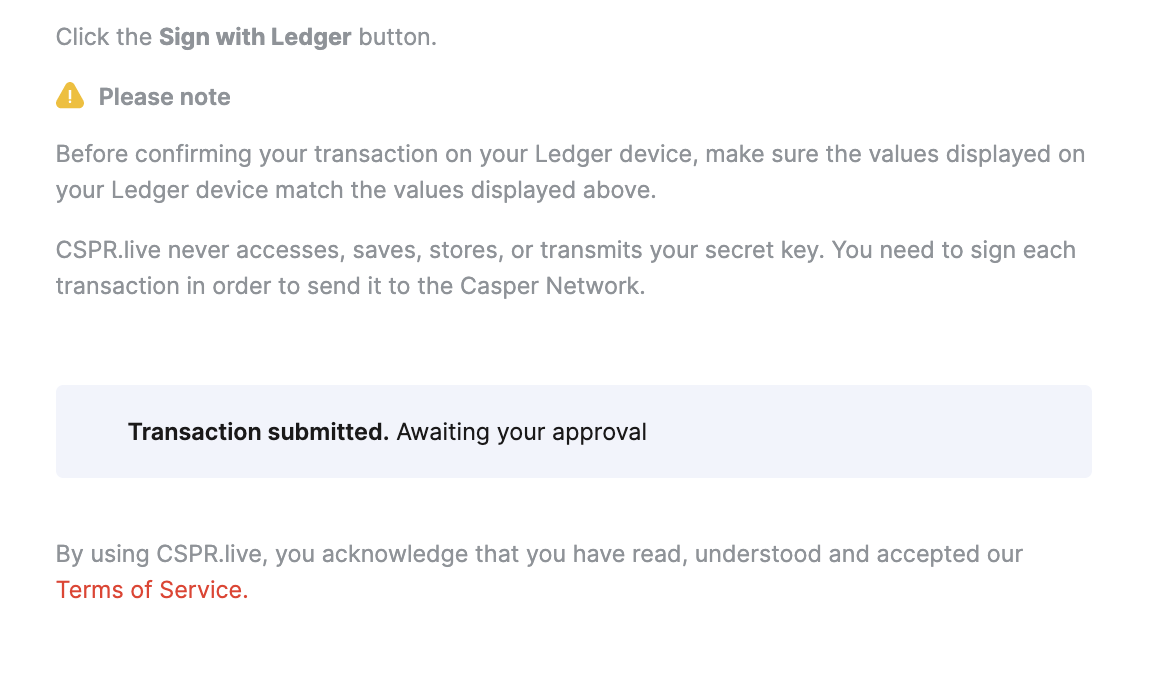 Click the Sign with Ledger button.
Please note
Before confirming your transaction on your Ledger device, make sure the values displayed on
your Ledger device match the values displayed above.
CSPR.live never accesses, saves, stores, or transmits your secret key. You need to sign each
transaction in order to send it to the Casper Network.
Transaction submitted. Awaiting your approval
By using CSPR.live, you acknowledge that you have read, understood and accepted our
Terms of Service.